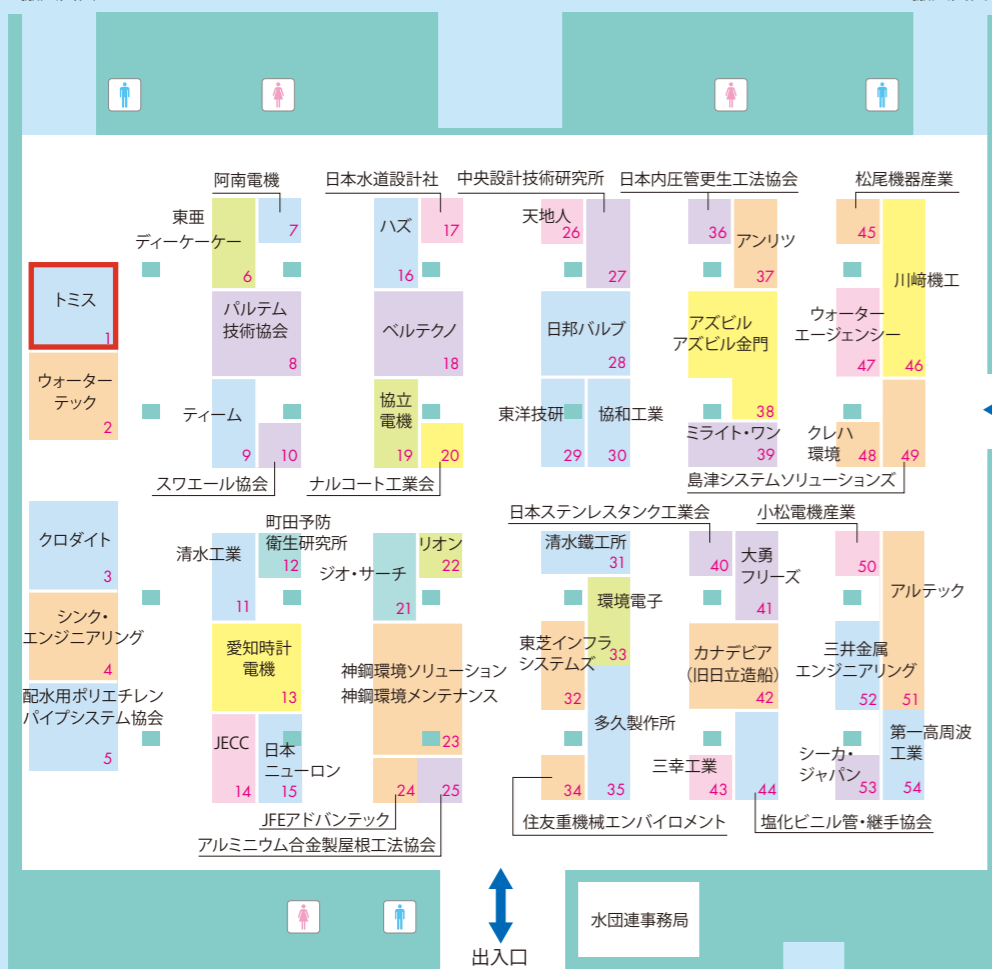 阿南電機
日本水道設計社
中央設計技術研究所
日本内圧管更生工法協会
松尾機器産業
東亜
ディーケーケー
6
7
ハズ
16
17
天地人
26
27
36
アンリツ
37
45
川﨑機工
46
トミス
1
パルテム
技術協会
8
ベルテクノ
18
日邦バルブ
28
アズビル
アズビル金門
38
ウォーター
エージェンシー
47
ウォーター
テック
2
ティーム
9
10
協立
電機
19
20
東洋技研
29
協和工業
30
ミライト・ワン
39
クレハ
環境
48
49
スワエール協会
ナルコート工業会
島津システムソリューションズ
日本ステンレスタンク工業会
小松電機産業
クロダイト
3
清水工業
11
町田予防
衛生研究所
12
ジオ・サーチ
21
リオン
22
清水鐵工所
31
40
大勇
フリーズ
41
50
アルテック
51
シンク・
エンジニアリング
4
愛知時計
電機
13
神鋼環境ソリューション
神鋼環境メンテナンス
23
環境電子
33
東芝インフラ
システムズ
32
カナデビア
（旧日立造船）
42
三井金属
エンジニアリング
52
配水用ポリエチレン
パイプシステム協会
5
JECC
14
日本
ニューロン
15
24
25
34
多久製作所
35
三幸工業
43
44
シーカ・
ジャパン
53
第一高周波
工業
54
JFEアドバンテック
アルミニウム合金製屋根工法協会
住友重機械エンバイロメント
塩化ビニル管・継手協会
水団連事務局
出入口